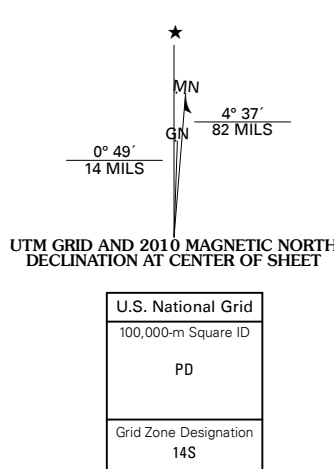 ★
MN
4° 37´
82 MILS
GN
0° 49´
14 MILS
UTM GRID AND 2010 MAGNETIC NORTH
DECLINATION AT CENTER OF SHEET
U.S. National Grid
100,000-m Square ID
PD
Grid Zone Designation
14S